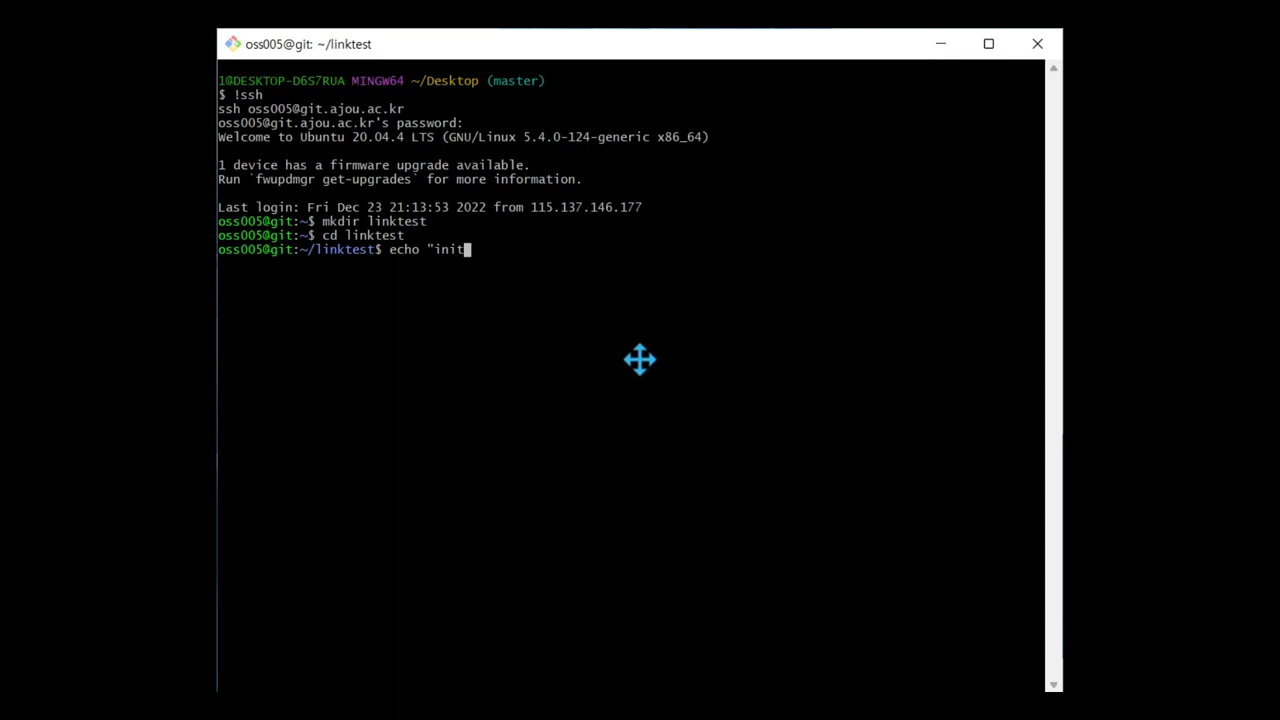 oss005@git: ~/linktest
1@DESKTOP-D6S7RUA MINGW64 ~/Desktop (master)
$ !ssh
ssh oss005@git.ajou.ac.kr
oss005@git.ajou.ac.kr's password:
Welcome to Ubuntu 20.04.4 LTS (GNU/Linux 5.4.0-124-generic x86_64)
1 device has a firmware upgrade available.
Run `fwupdmgr get-upgrades` for more information.
Last login: Fri Dec 23 21:13:53 2022 from 115.137.146.177
oss005@git:~$ mkdir linktest
oss005@git:~$ cd linktest
oss005@git:~/linktest$ echo "init